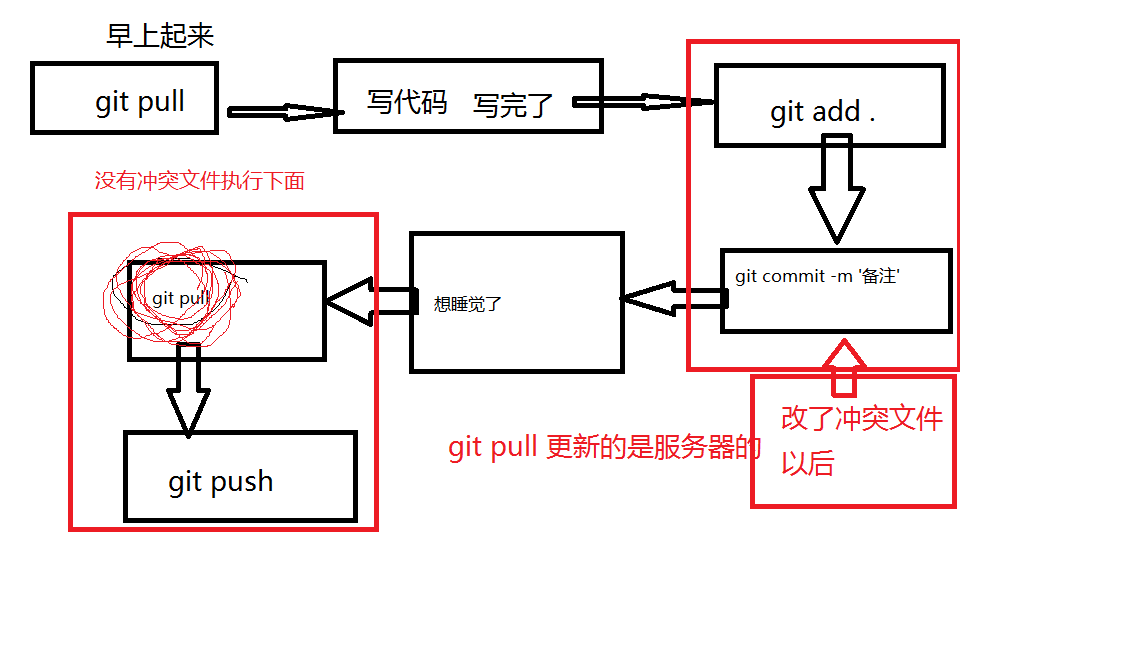 早上起来
git pull
写代码 写完了
git add .
没有冲突文件执行下面
git pull
想睡觉了
git commit -m '备注'
git push
git pull 更新的是服务器的
改了冲突文件
以后